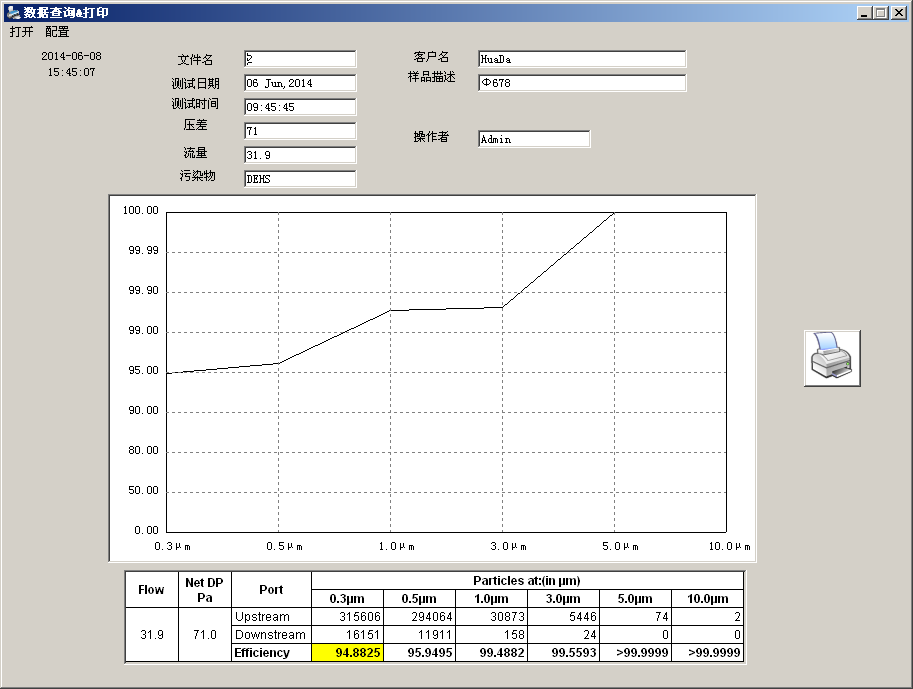 数据查询&打印
打开 配置
2014-06-08
15:45:07
文件名 2
客户名 HuaDa
测试日期 06 Jun,2014
样品描述 Φ678
测试时间 09:45:45
压差 71
操作者 Admin
流量 31.9
污染物 DEHS
100.00
99.99
99.90
99.00
95.00
90.00
80.00
50.00
0.00
0.3μm 0.5μm 1.0μm 3.0μm 5.0μm 10.0μm
Flow Net DP Pa Port Particles at:(in μm)
0.3μm 0.5μm 1.0μm 3.0μm 5.0μm 10.0μm
31.9 71.0
Upstream 315606 294064 30873 5446 74 2
Downstream 16151 11911 158 24 0 0
Efficiency 94.8825 95.9495 99.4882 99.5593 >99.9999 >99.9999